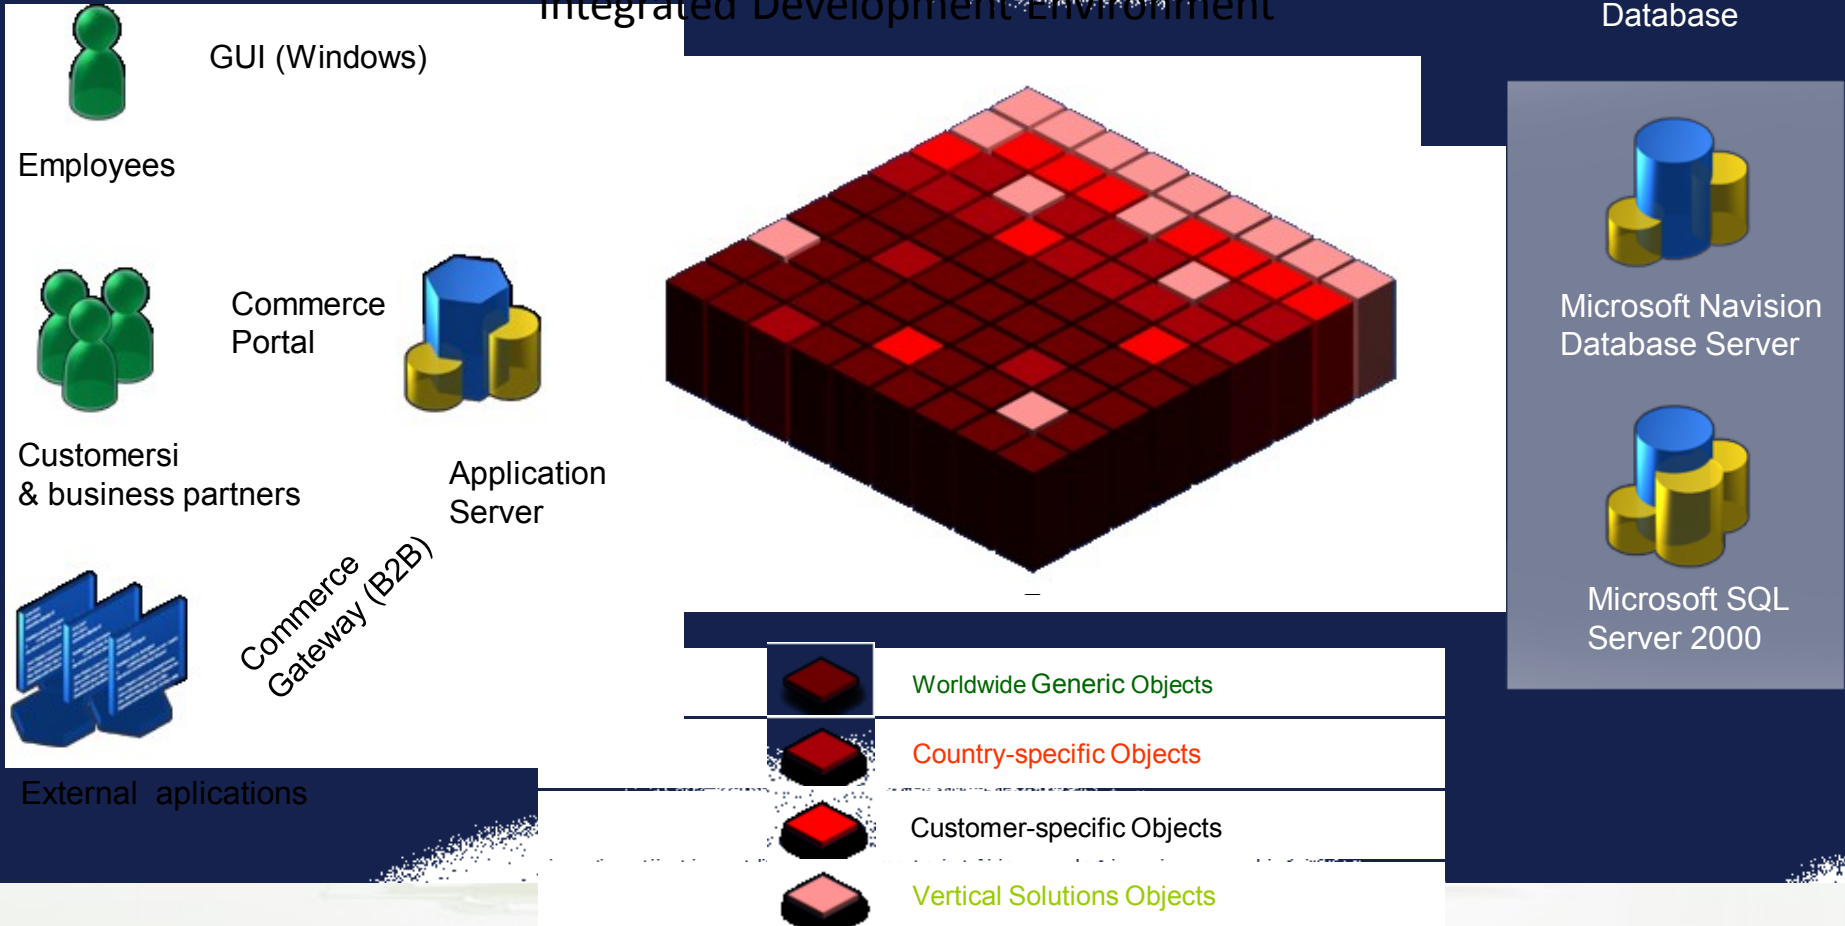 Integrated Development Environment
Database
GUI (Windows)
Employees
Commerce
Portal
Customersi
& business partners
Application
Server
Commerce
Gateway (B2B)
External aplications
Microsoft Navision
Database Server
Microsoft SQL
Server 2000
Worldwide Generic Objects
Country-specific Objects
Customer-specific Objects
Vertical Solutions Objects